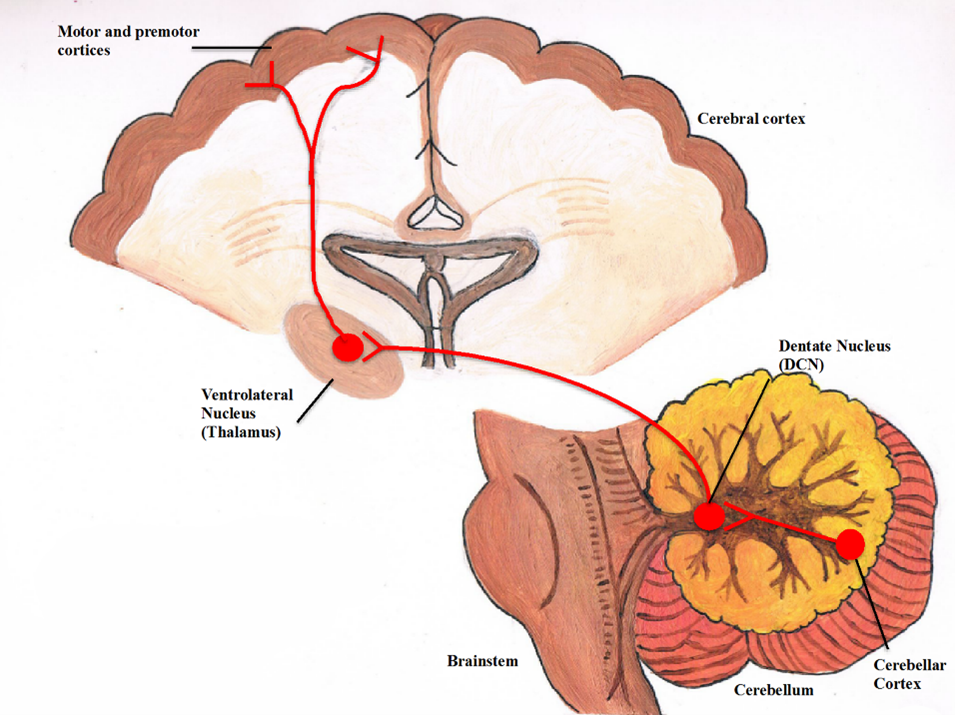 Motor and premotor
cortices
Cerebral cortex
Dentate Nucleus
(DCN)
Ventrolateral
Nucleus
(Thalamus)
Brainstem
Cerebellar
Cortex
Cerebellum